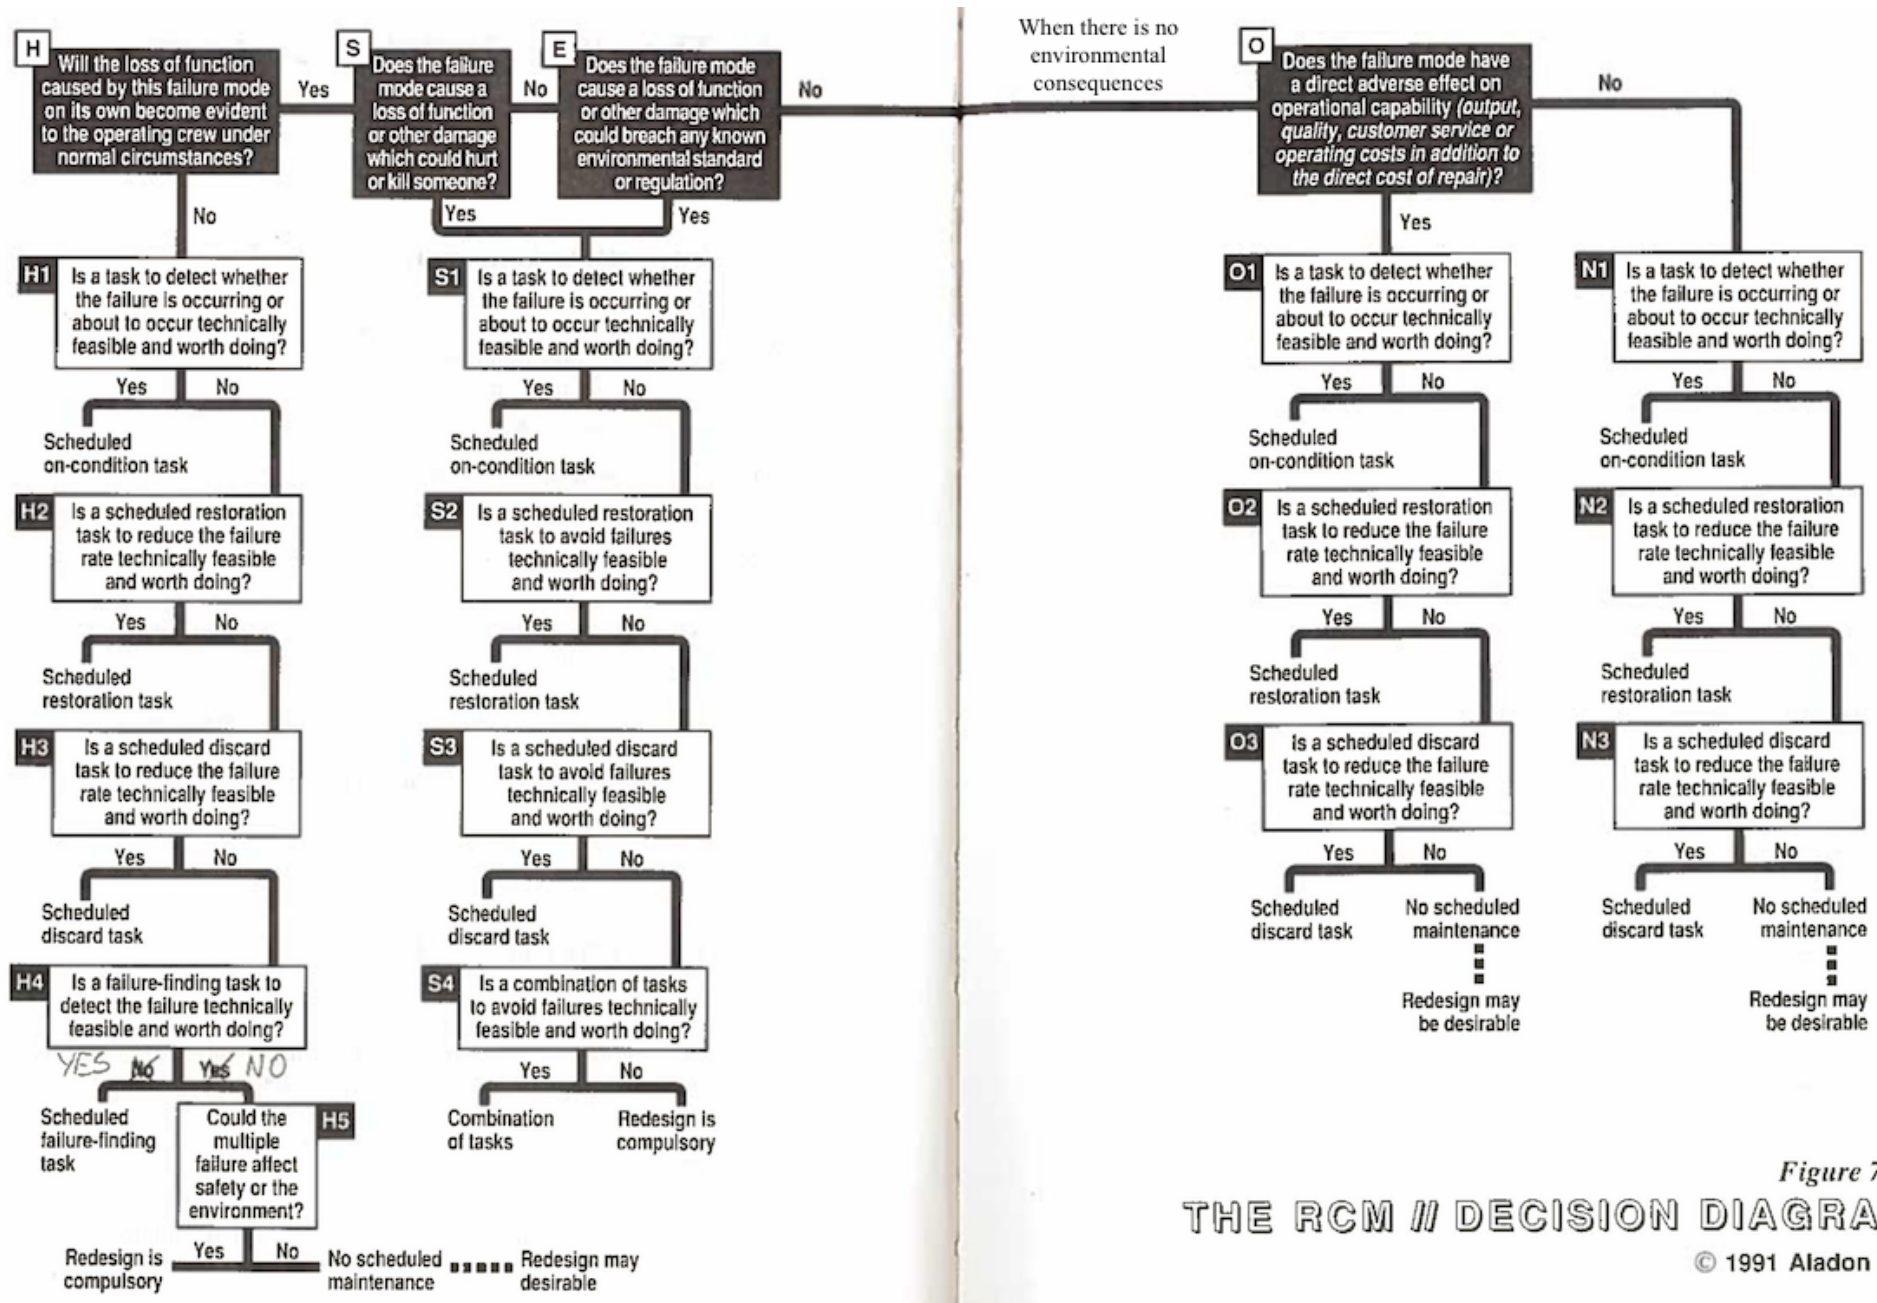 H
Will the loss of function
caused by this failure mode
on its own become evident
to the operating crew under
normal circumstances?
Yes
No
S
Does the failure
mode cause a
loss of function
or other damage
which could hurt
or kill someone?
No
Yes
E
Does the failure mode
cause a loss of function
or other damage which
could breach any known
environmental standard
or regulation?
No
Yes
When there is no
environmental
consequences
O
Does the failure mode have
a direct adverse effect on
operational capability (output,
quality, customer service or
operating costs in addition to
the direct cost of repair)?
No
Yes
H1
Is a task to detect whether
the failure is occurring or
about to occur technically
feasible and worth doing?
Yes No
Scheduled
on-condition task
H2
Is a scheduled restoration
task to reduce the failure
rate technically feasible
and worth doing?
Yes No
Scheduled
restoration task
H3
Is a scheduled discard
task to reduce the failure
rate technically feasible
and worth doing?
Yes No
Scheduled
discard task
H4
Is a failure-finding task to
detect the failure technically
feasible and worth doing?
YES No Yes NO
Scheduled
failure-finding
task
H5
Could the
multiple
failure affect
safety or the
environment?
Yes No
Redesign is
compulsory
No scheduled
maintenance
Redesign may
desirable
S1
Is a task to detect whether
the failure is occurring or
about to occur technically
feasible and worth doing?
Yes No
Scheduled
on-condition task
S2
Is a scheduled restoration
task to avoid failures
technically feasible
and worth doing?
Yes No
Scheduled
restoration task
S3
Is a scheduled discard
task to avoid failures
technically feasible
and worth doing?
Yes No
Scheduled
discard task
S4
Is a combination of tasks
to avoid failures technically
feasible and worth doing?
Yes No
Combination
of tasks
Redesign is
compulsory
O1
Is a task to detect whether
the failure is occurring or
about to occur technically
feasible and worth doing?
Yes No
Scheduled
on-condition task
O2
Is a scheduled restoration
task to reduce the failure
rate technically feasible
and worth doing?
Yes No
Scheduled
restoration task
O3
Is a scheduled discard
task to reduce the failure
rate technically feasible
and worth doing?
Yes No
Scheduled
discard task
No scheduled
maintenance
Redesign may
be desirable
N1
Is a task to detect whether
the failure is occurring or
about to occur technically
feasible and worth doing?
Yes No
Scheduled
on-condition task
N2
Is a scheduled restoration
task to reduce the failure
rate technically feasible
and worth doing?
Yes No
Scheduled
restoration task
N3
Is a scheduled discard
task to reduce the failure
rate technically feasible
and worth doing?
Yes No
Scheduled
discard task
No scheduled
maintenance
Redesign may
be desirable
Figure 7
THE RCM II DECISION DIAGRA
© 1991 Aladon